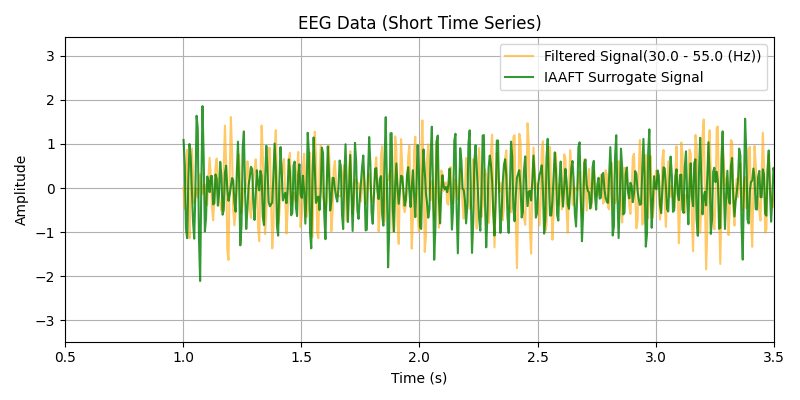 EEG Data (Short Time Series)
Filtered Signal(30.0 - 55.0 (Hz))
IAAFT Surrogate Signal
Amplitude
3
2
1
0
−1
−2
−3
0.5 1.0 1.5 2.0 2.5 3.0 3.5
Time (s)